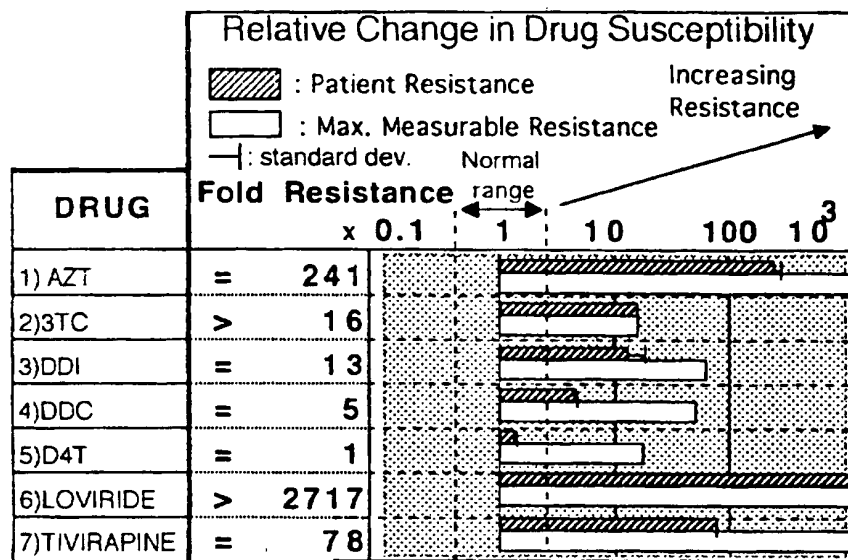 Relative Change in Drug Susceptibility
: Patient Resistance
: Max. Measurable Resistance
: standard dev.
Increasing
Resistance
Normal
range
DRUG
Fold Resistance
x 0.1 1 10 100 10³
1) AZT = 241
2)3TC > 16
3)DDI = 13
4)DDC = 5
5)D4T = 1
6)LOVIRIDE > 2717
7)TIVIRAPINE = 78